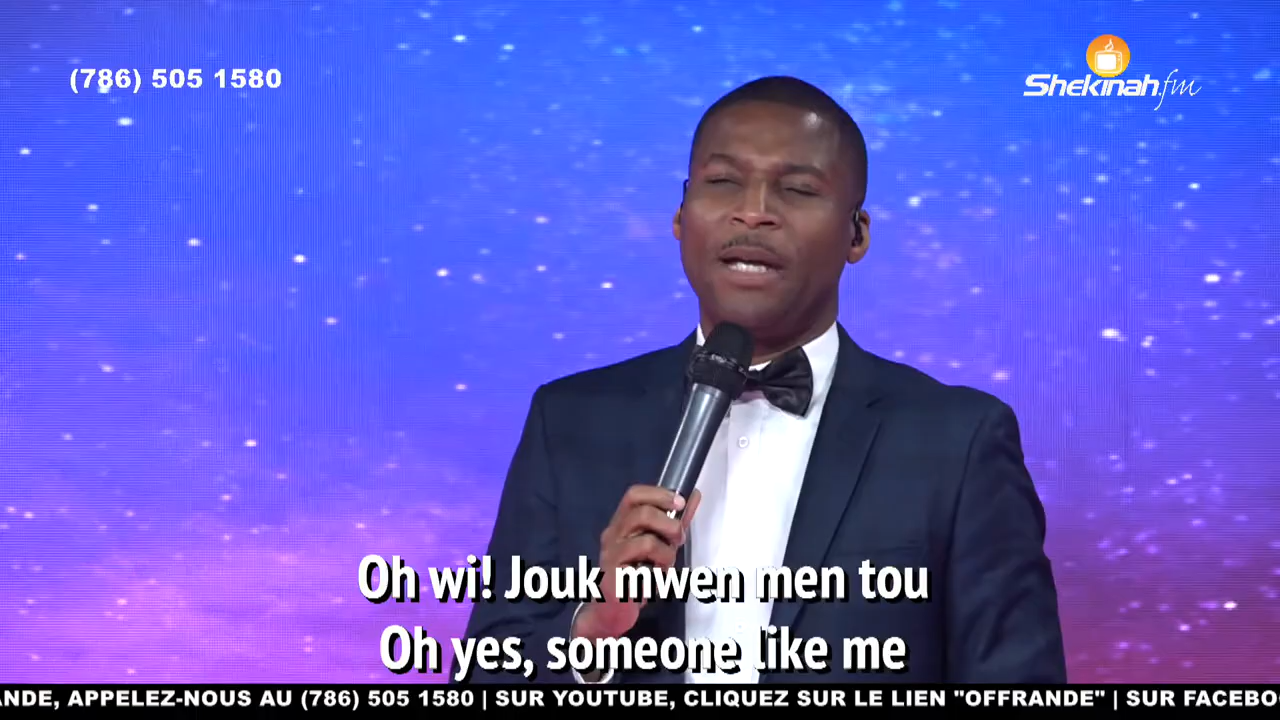 (786) 505 1580
Shekinah.fm
Oh wi! Jouk mwen men tou
Oh yes, someone like me
ANDE, APPELEZ-NOUS AU (786) 505 1580 | SUR YOUTUBE, CLIQUEZ SUR LE LIEN "OFFRANDE" | SUR FACEBO